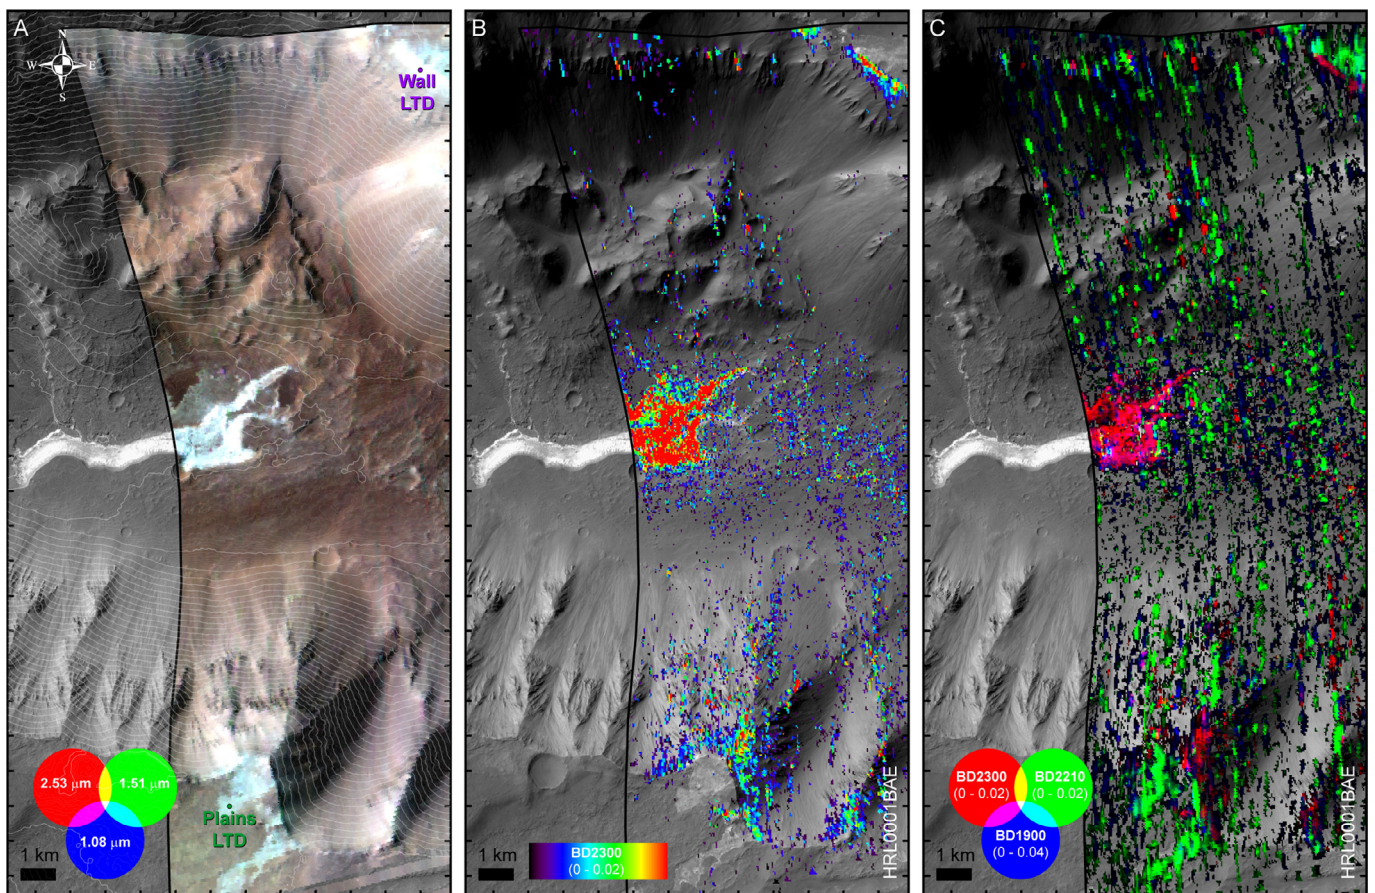 A
N
W E
S
Wall
LTD
2.53 μm
1.51 μm
1.08 μm
Plains
LTD
1 km
B
1 km
BD2300
(0 - 0.02)
HRL0001BAE
C
BD2300
(0 - 0.02)
BD2210
(0 - 0.02)
BD1900
(0 - 0.04)
1 km
HRL0001BAE